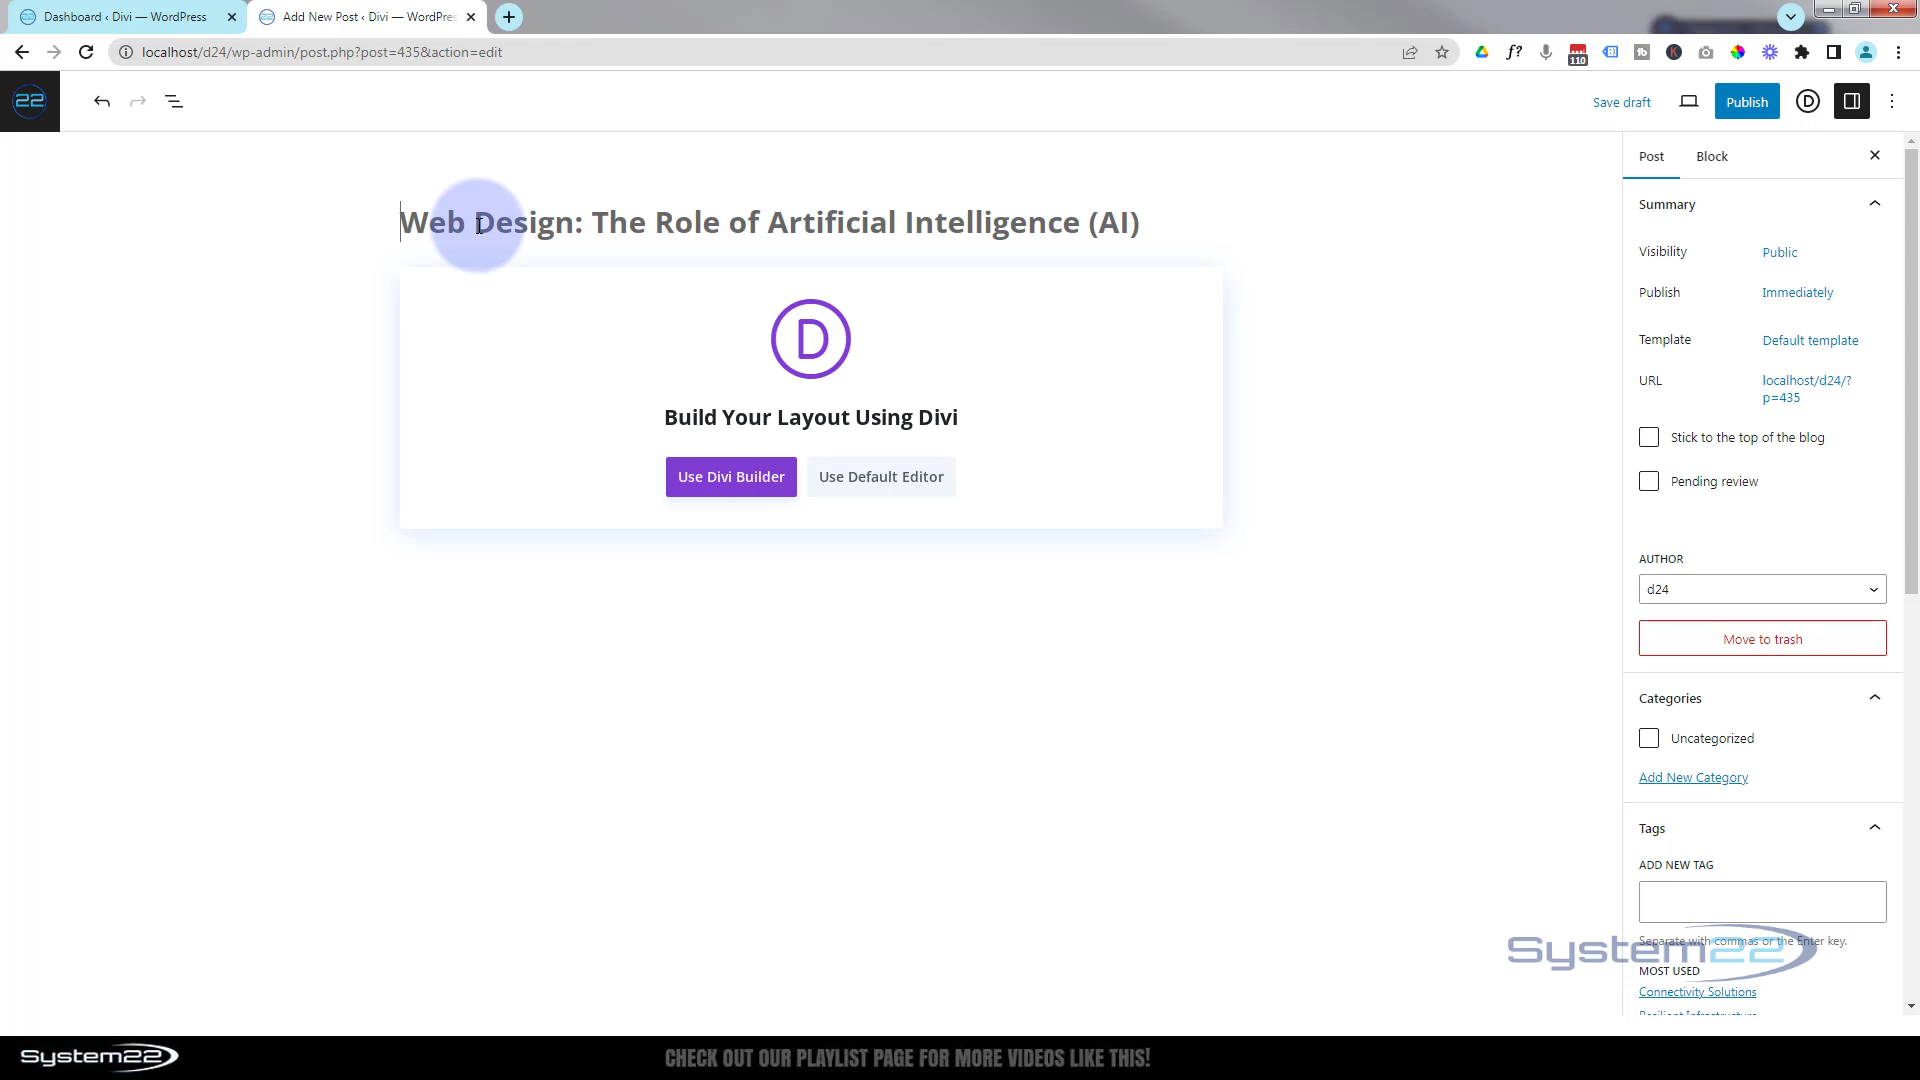 Dashboard ‹ Divi — WordPress
Add New Post ‹ Divi — WordPres
localhost/d24/wp-admin/post.php?post=435&action=edit
f?
110
tb
K
22
Save draft
Publish
D
Post
Block
Web Design: The Role of Artificial Intelligence (AI)
Summary
Visibility
Public
Publish
Immediately
Template
Default template
URL
localhost/d24/?
p=435
Stick to the top of the blog
Pending review
D
Build Your Layout Using Divi
Use Divi Builder
Use Default Editor
AUTHOR
d24
Move to trash
Categories
Uncategorized
Add New Category
Tags
ADD NEW TAG
Separate with commas or the Enter key.
System22
MOST USED
Connectivity Solutions
Resilient Infrastructure
System22
CHECK OUT OUR PLAYLIST PAGE FOR MORE VIDEOS LIKE THIS!